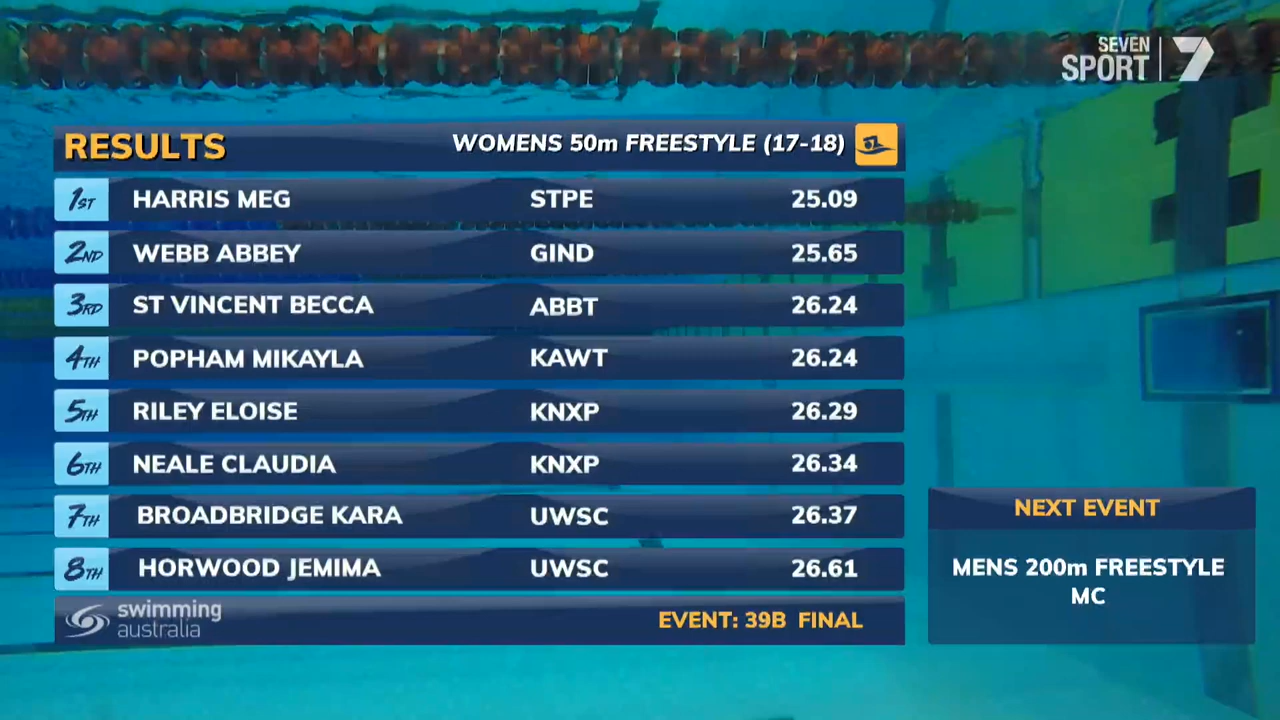 SEVEN
SPORT 7
RESULTS WOMENS 50m FREESTYLE (17-18)
1ST HARRIS MEG STPE 25.09
2ND WEBB ABBEY GIND 25.65
3RD ST VINCENT BECCA ABBT 26.24
4TH POPHAM MIKAYLA KAWT 26.24
5TH RILEY ELOISE KNXP 26.29
6TH NEALE CLAUDIA KNXP 26.34
7TH BROADBRIDGE KARA UWSC 26.37
8TH HORWOOD JEMIMA UWSC 26.61
swimming
australia
EVENT: 39B FINAL
NEXT EVENT
MENS 200m FREESTYLE
MC